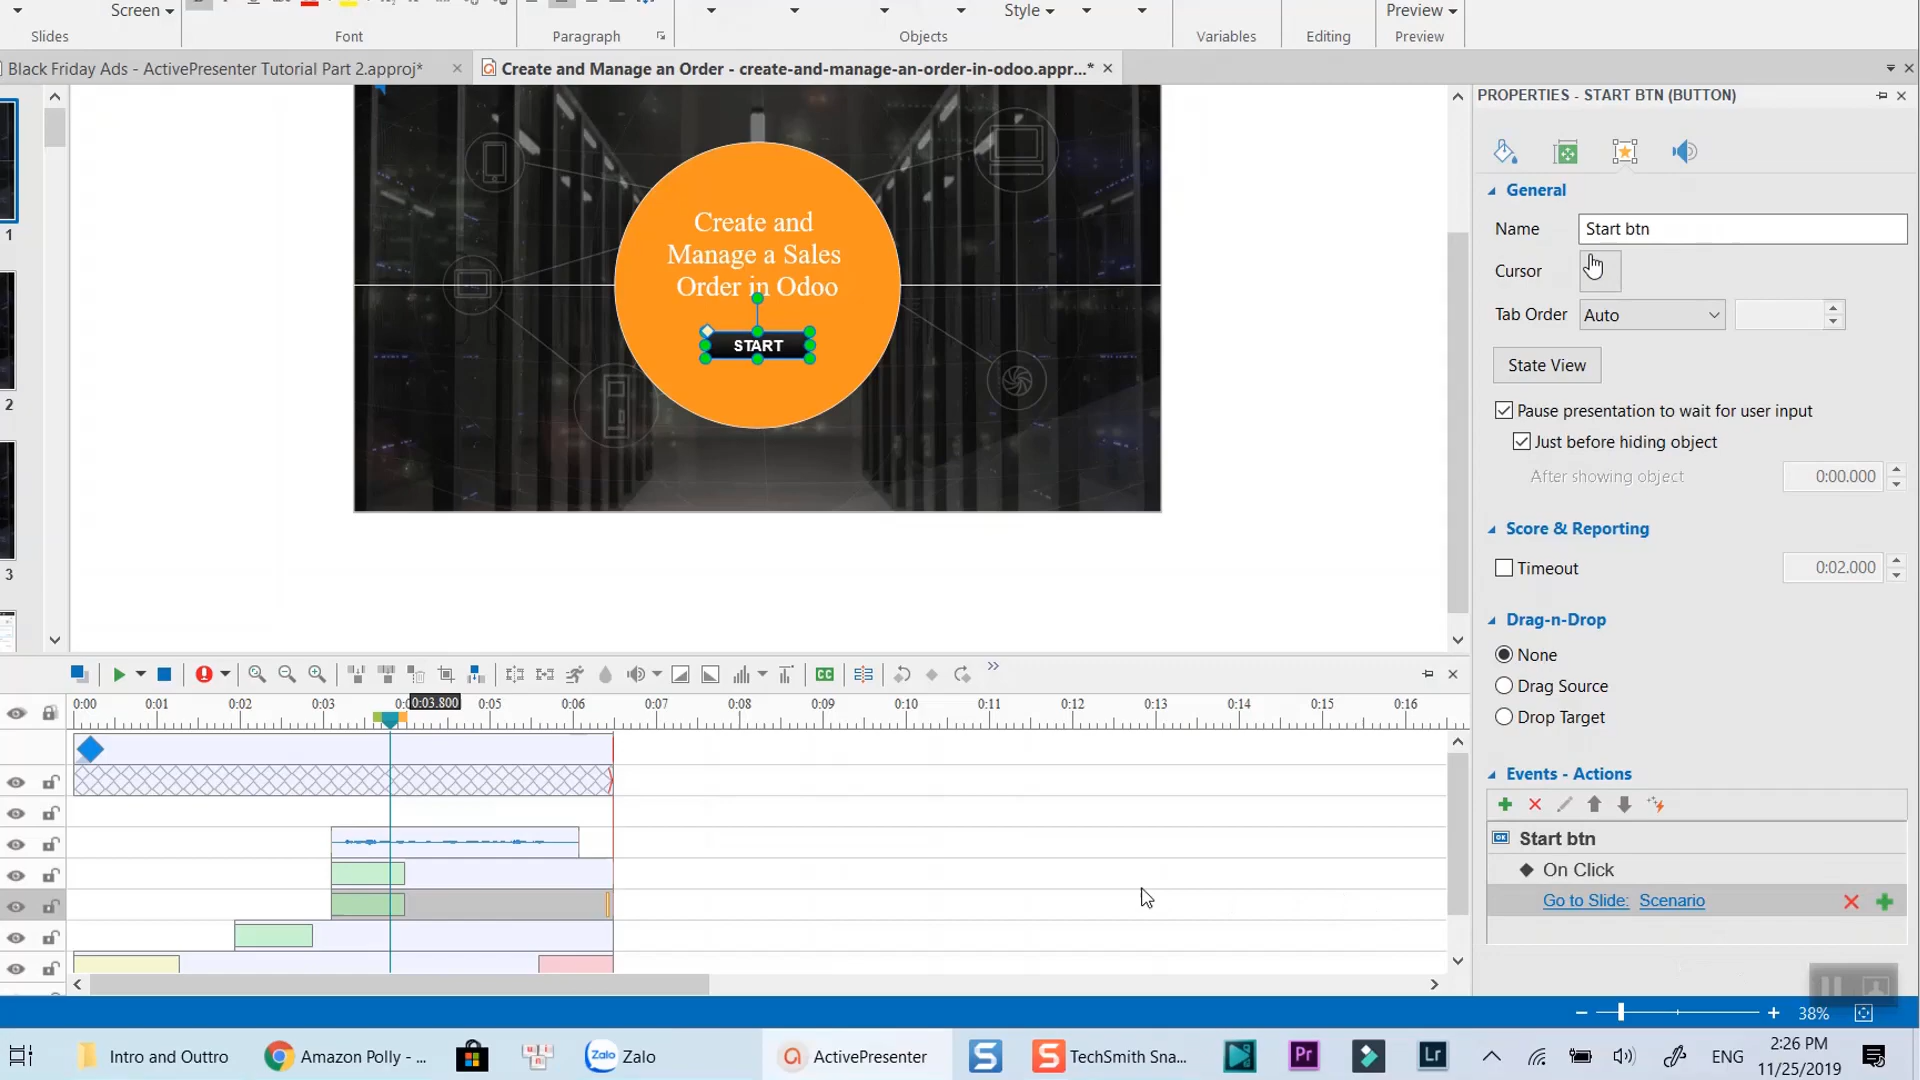 Screen
Style
Preview
Slides
Font
Paragraph
Objects
Variables
Editing
Preview
Black Friday Ads - ActivePresenter Tutorial Part 2.approj*
Create and Manage an Order - create-and-manage-an-order-in-odoo.appr...*
1
2
3
Create and
Manage a Sales
Order in Odoo
START
PROPERTIES - START BTN (BUTTON)
General
Name
Start btn
Cursor
Tab Order
Auto
State View
Pause presentation to wait for user input
Just before hiding object
After showing object
0:00.000
Score & Reporting
Timeout
0:02.000
Drag-n-Drop
None
Drag Source
Drop Target
Events - Actions
Start btn
On Click
Go to Slide: Scenario
CC
0:00 0:01 0:02 0:03 0:03.800 0:05 0:06 0:07 0:08 0:09 0:10 0:11 0:12 0:13 0:14 0:15 0:16
38%
Intro and Outtro
Amazon Polly - ...
Zalo
Zalo
ActivePresenter
S
S
TechSmith Sna...
Pr
Lr
ENG
2:26 PM
11/25/2019